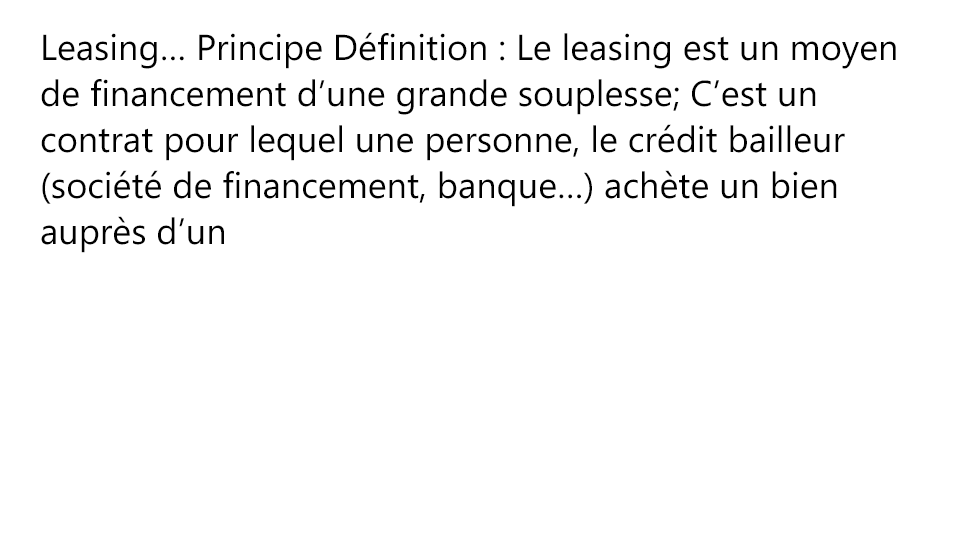 Leasing… Principe Définition : Le leasing est un moyen
de financement d’une grande souplesse; C’est un
contrat pour lequel une personne, le crédit bailleur
(société de financement, banque…) achète un bien
auprès d’un